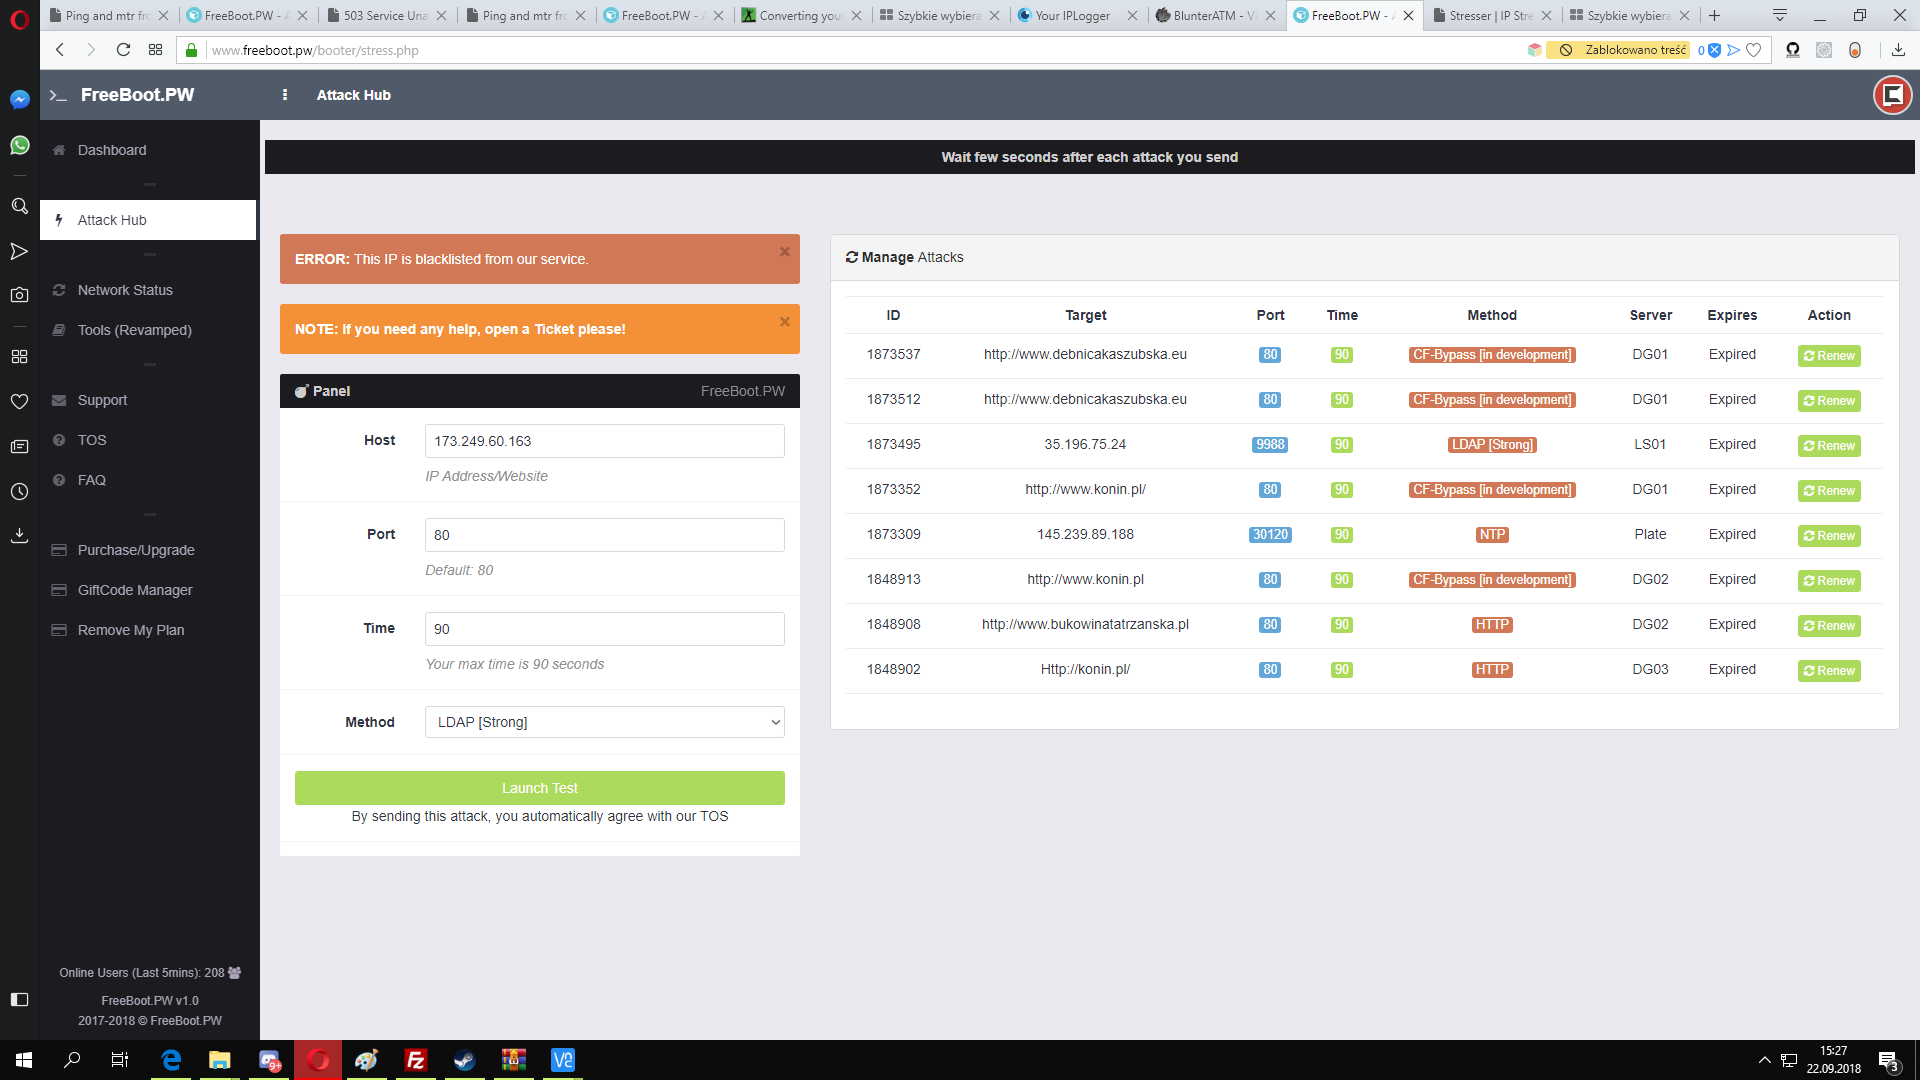 Ping and mtr fro
FreeBoot.PW - A
503 Service Una
Ping and mtr fro
FreeBoot.PW - A
Converting your
Szybkie wybiera
Your IPLogger
BlunterATM - Vi
FreeBoot.PW - A
Stresser | IP Stre
Szybkie wybiera
www.freeboot.pw/booter/stress.php
Zablokowano treść
0
>_ FreeBoot.PW
Attack Hub
Dashboard
Attack Hub
Network Status
Tools (Revamped)
Support
TOS
FAQ
Purchase/Upgrade
GiftCode Manager
Remove My Plan
Online Users (Last 5mins): 208
FreeBoot.PW v1.0
2017-2018 © FreeBoot.PW
Wait few seconds after each attack you send
ERROR: This IP is blacklisted from our service.
×
NOTE: If you need any help, open a Ticket please!
×
Panel
FreeBoot.PW
Host
173.249.60.163
IP Address/Website
Port
80
Default: 80
Time
90
Your max time is 90 seconds
Method
LDAP [Strong]
Launch Test
By sending this attack, you automatically agree with our TOS
Manage Attacks
ID Target Port Time Method Server Expires Action
1873537 http://www.debnicakaszubska.eu 80 90 CF-Bypass [in development] DG01 Expired Renew
1873512 http://www.debnicakaszubska.eu 80 90 CF-Bypass [in development] DG01 Expired Renew
1873495 35.196.75.24 9988 90 LDAP [Strong] LS01 Expired Renew
1873352 http://www.konin.pl/ 80 90 CF-Bypass [in development] DG01 Expired Renew
1873309 145.239.89.188 30120 90 NTP Plate Expired Renew
1848913 http://www.konin.pl 80 90 CF-Bypass [in development] DG02 Expired Renew
1848908 http://www.bukowinatatrzanska.pl 80 90 HTTP DG02 Expired Renew
1848902 Http://konin.pl/ 80 90 HTTP DG03 Expired Renew
9+
15:27
22.09.2018
3